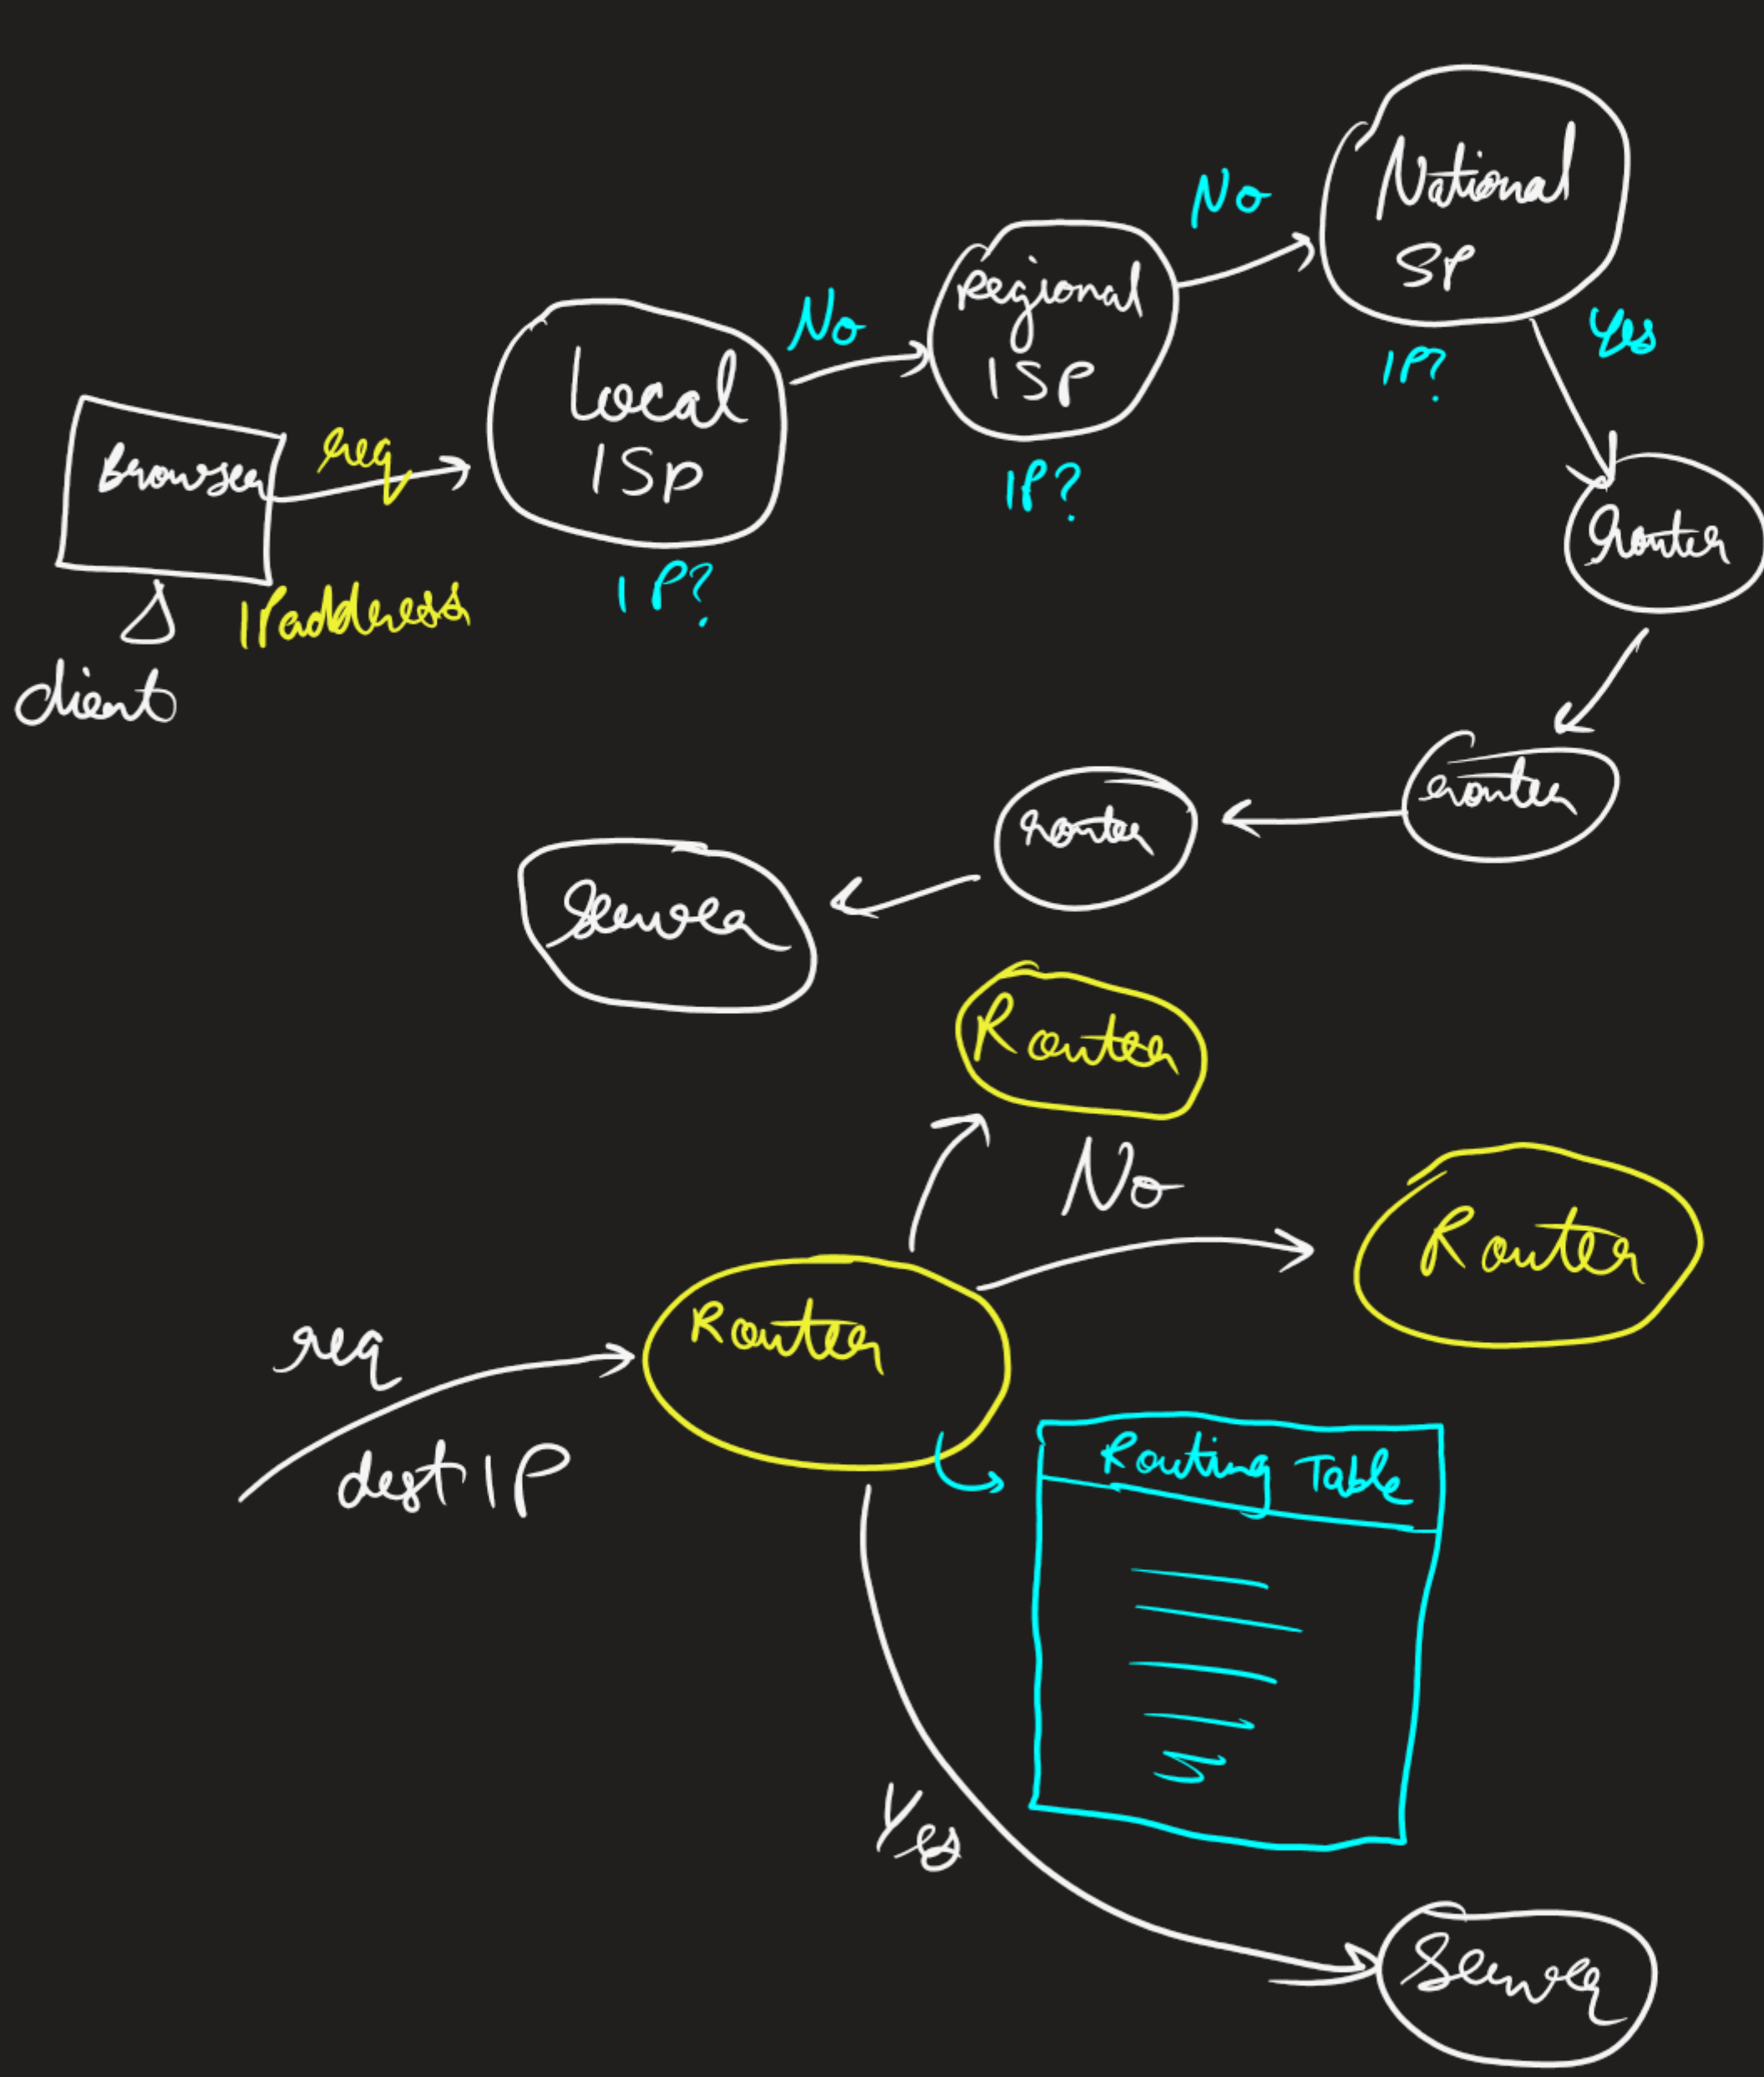 National
SP
No
Yes
IP?
Regional
ISP
IP?
No
Local
ISP
IP?
Browser
req
IP address
client
router
router
router
Server
Router
No
Router
Router
req
dest IP
Routing Table
Yes
Server